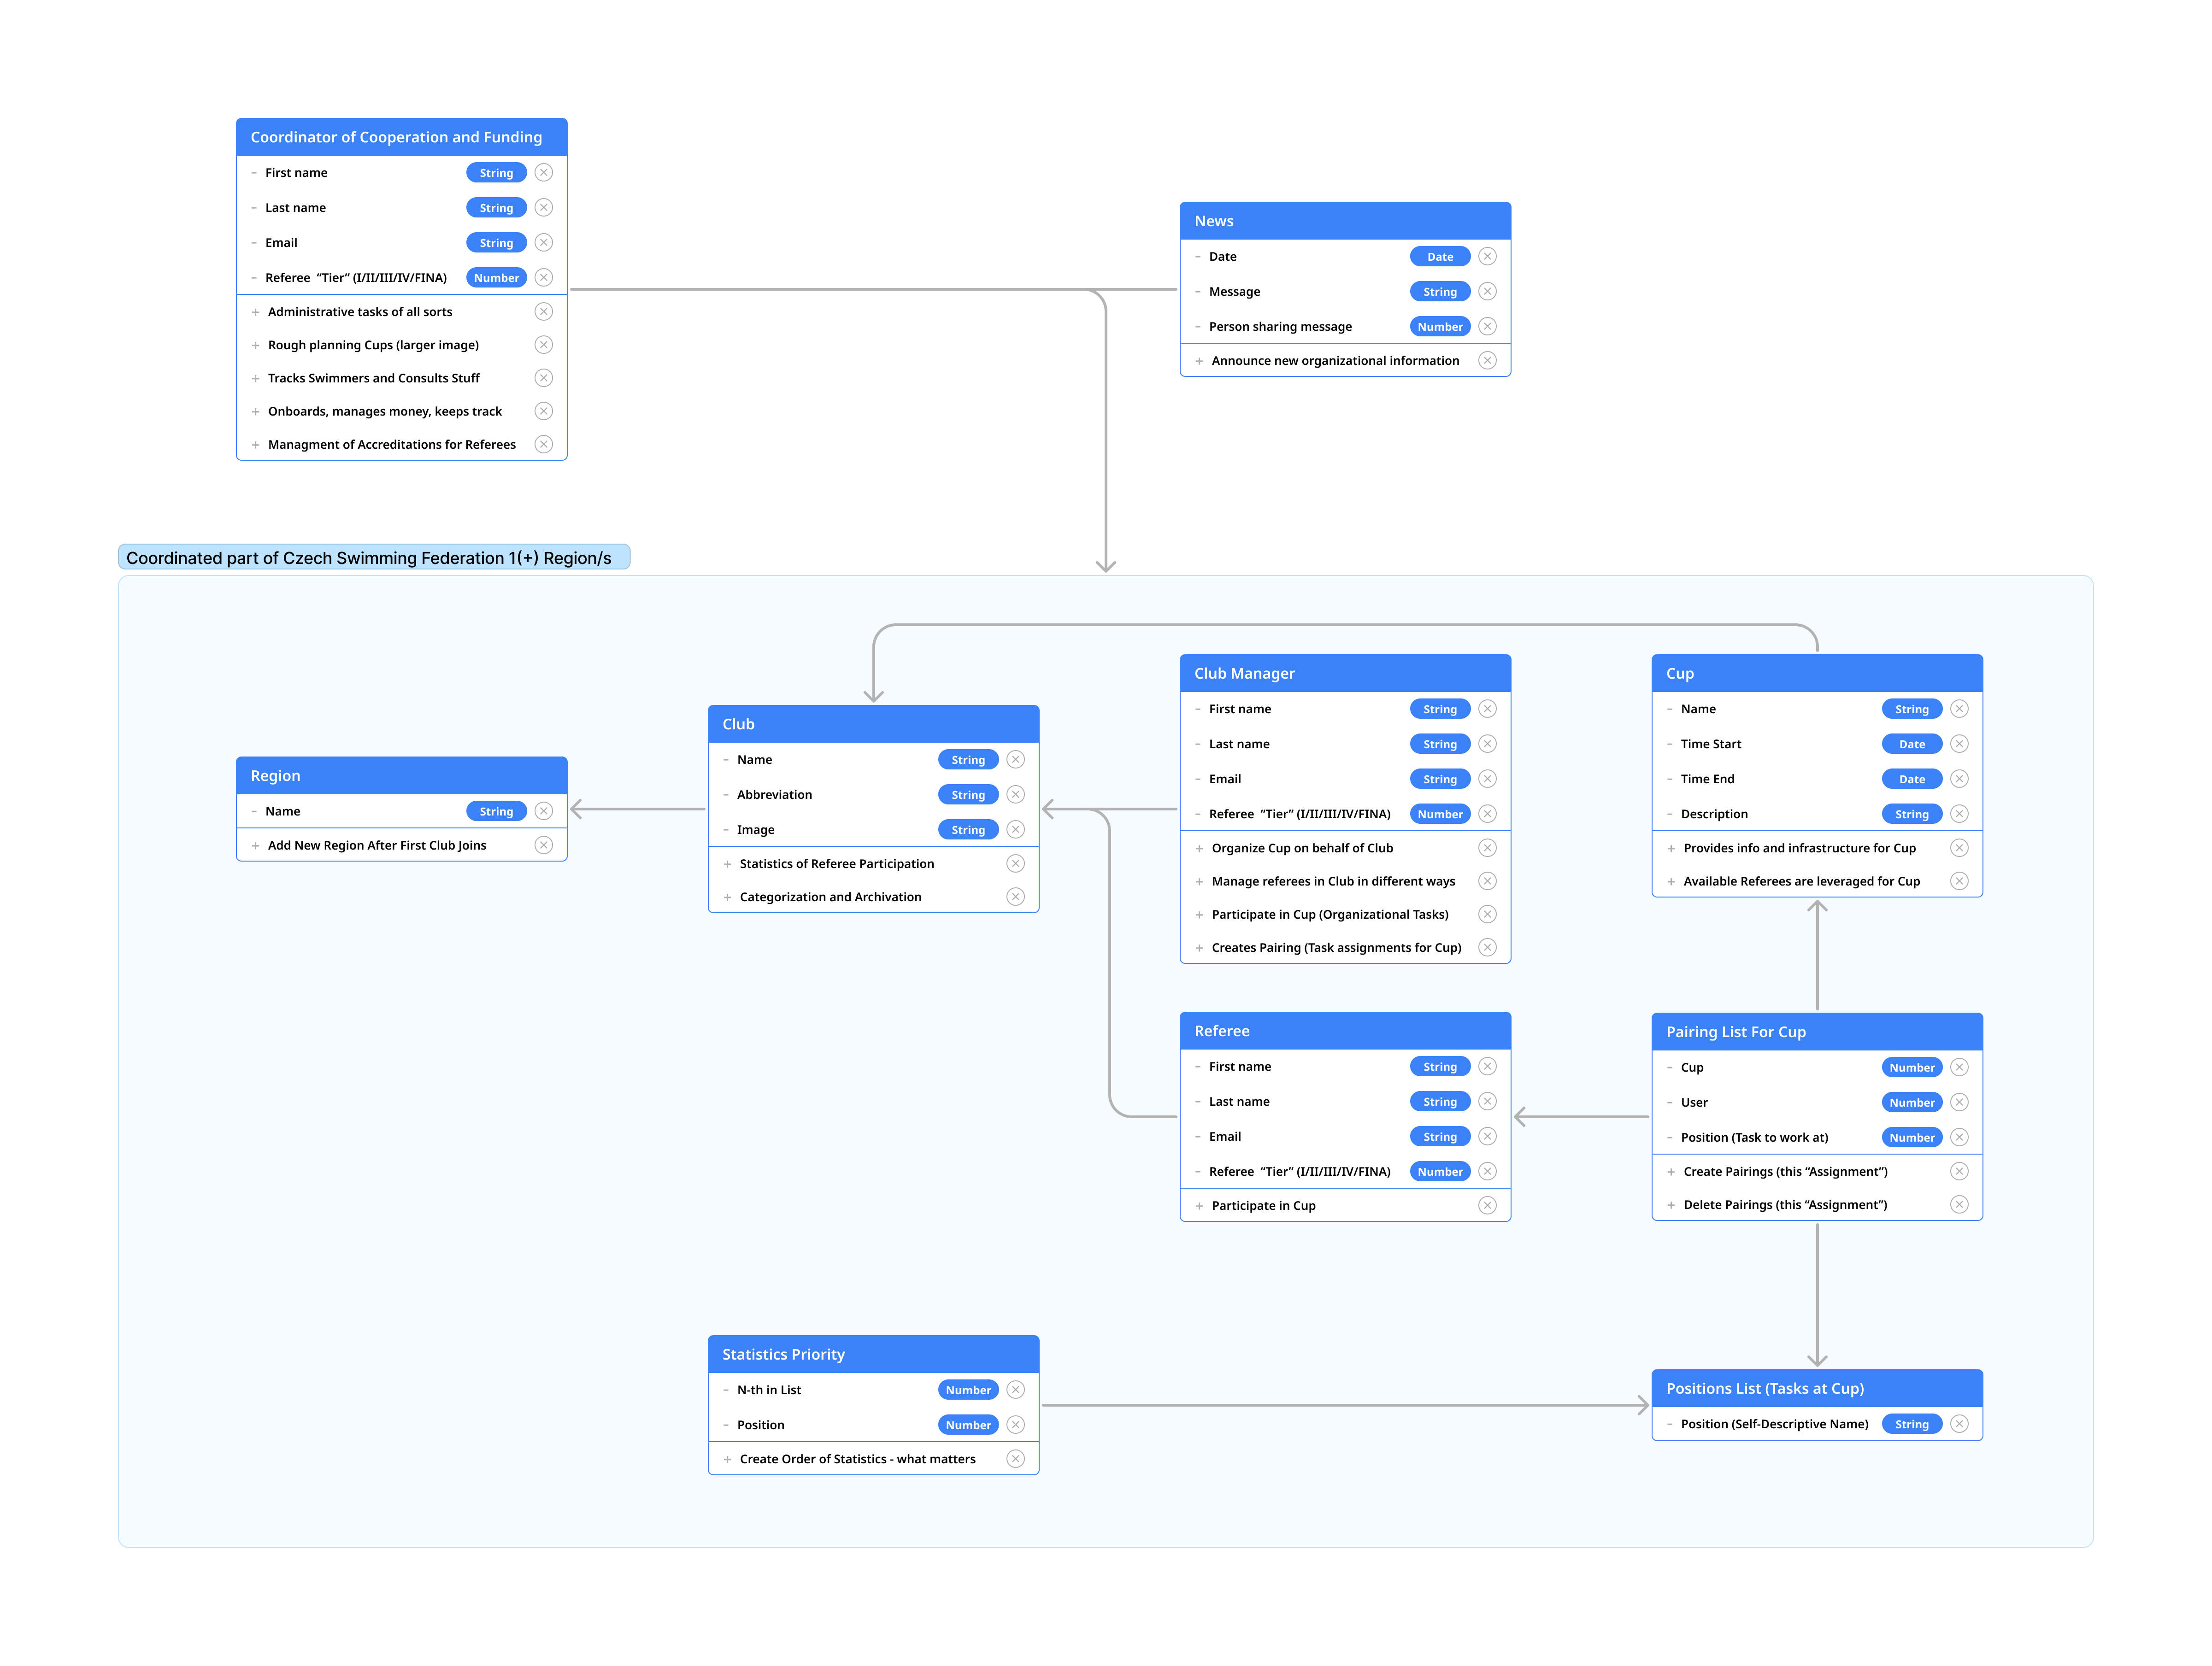 Coordinator of Cooperation and Funding
- First name String
- Last name String
- Email String
- Referee “Tier” (I/II/III/IV/FINA) Number
+ Administrative tasks of all sorts
+ Rough planning Cups (larger image)
+ Tracks Swimmers and Consults Stuff
+ Onboards, manages money, keeps track
+ Managment of Accreditations for Referees
News
- Date Date
- Message String
- Person sharing message Number
+ Announce new organizational information
Coordinated part of Czech Swimming Federation 1(+) Region/s
Region
- Name String
+ Add New Region After First Club Joins
Club
- Name String
- Abbreviation String
- Image String
+ Statistics of Referee Participation
+ Categorization and Archivation
Club Manager
- First name String
- Last name String
- Email String
- Referee “Tier” (I/II/III/IV/FINA) Number
+ Organize Cup on behalf of Club
+ Manage referees in Club in different ways
+ Participate in Cup (Organizational Tasks)
+ Creates Pairing (Task assignments for Cup)
Cup
- Name String
- Time Start Date
- Time End Date
- Description String
+ Provides info and infrastructure for Cup
+ Available Referees are leveraged for Cup
Referee
- First name String
- Last name String
- Email String
- Referee “Tier” (I/II/III/IV/FINA) Number
+ Participate in Cup
Pairing List For Cup
- Cup Number
- User Number
- Position (Task to work at) Number
+ Create Pairings (this “Assignment”)
+ Delete Pairings (this “Assignment”)
Statistics Priority
- N-th in List Number
- Position Number
+ Create Order of Statistics - what matters
Positions List (Tasks at Cup)
- Position (Self-Descriptive Name) String